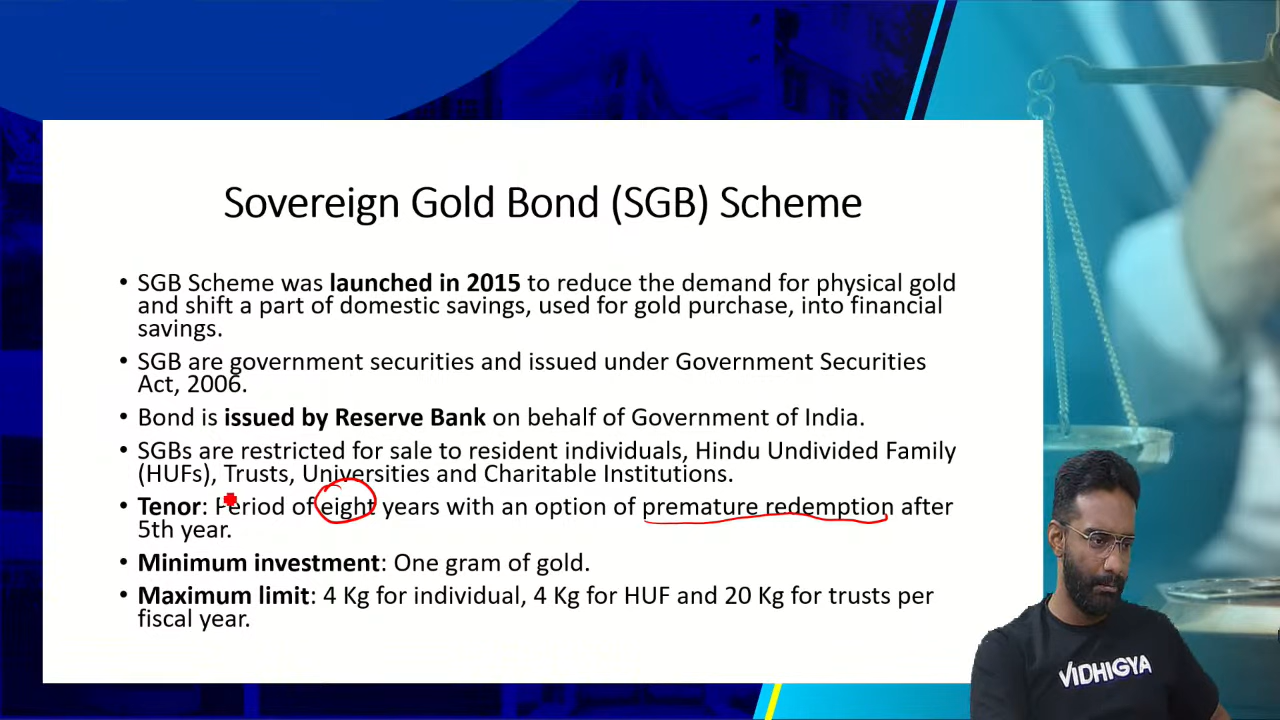 Sovereign Gold Bond (SGB) Scheme
• SGB Scheme was launched in 2015 to reduce the demand for physical gold
and shift a part of domestic savings, used for gold purchase, into financial
savings.
• SGB are government securities and issued under Government Securities
Act, 2006.
• Bond is issued by Reserve Bank on behalf of Government of India.
• SGBs are restricted for sale to resident individuals, Hindu Undivided Family
(HUFs), Trusts, Universities and Charitable Institutions.
• Tenor: Period of eight years with an option of premature redemption after
5th year.
• Minimum investment: One gram of gold.
• Maximum limit: 4 Kg for individual, 4 Kg for HUF and 20 Kg for trusts per
fiscal year.
VIDHIGYA